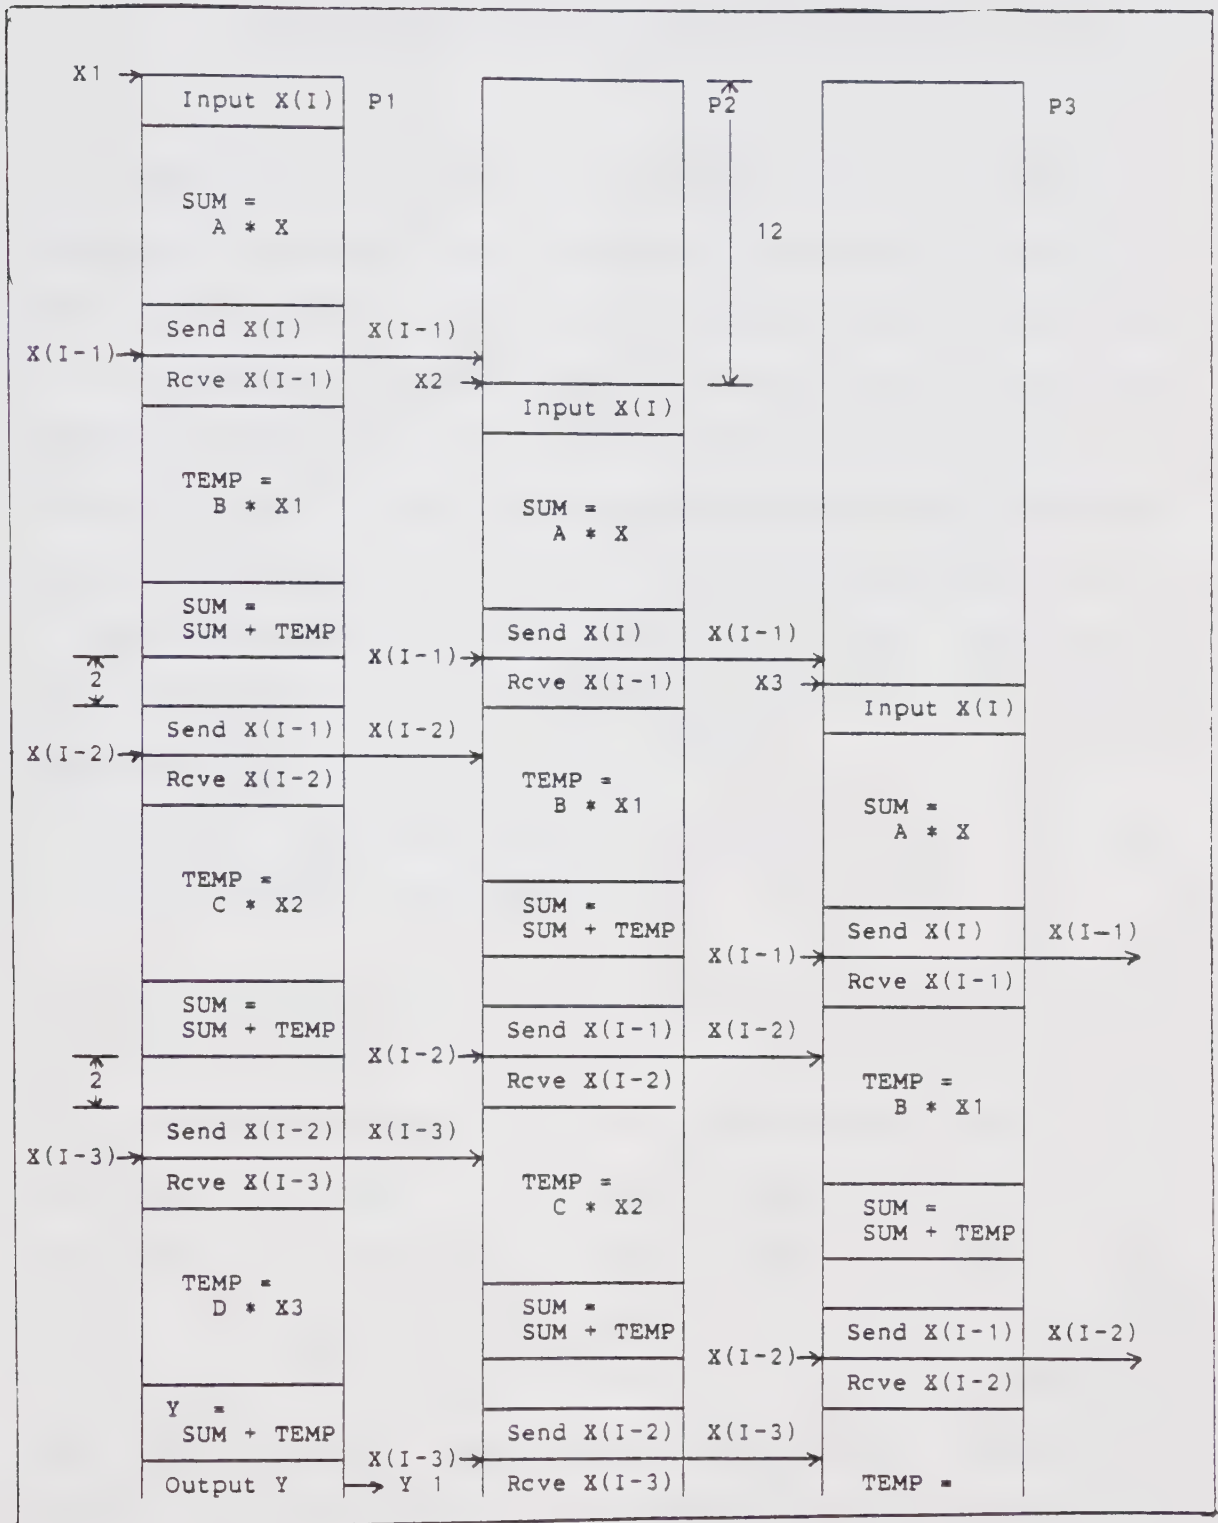 X1
Input X(I)
P1
P2
P3
SUM =
A * X
12
Send X(I)
X(I-1)
X(I-1)
Rcve X(I-1)
X2
Input X(I)
TEMP =
B * X1
SUM =
A * X
SUM =
SUM + TEMP
Send X(I)
X(I-1)
X(I-1)
2
Rcve X(I-1)
X3
Input X(I)
Send X(I-1)
X(I-2)
X(I-2)
Rcve X(I-2)
TEMP =
B * X1
SUM =
A * X
TEMP =
C * X2
SUM =
SUM + TEMP
Send X(I)
X(I-1)
X(I-1)
Rcve X(I-1)
SUM =
SUM + TEMP
Send X(I-1)
X(I-2)
X(I-2)
2
Rcve X(I-2)
TEMP =
B * X1
Send X(I-2)
X(I-3)
X(I-3)
Rcve X(I-3)
TEMP =
C * X2
SUM =
SUM + TEMP
TEMP =
D * X3
SUM =
SUM + TEMP
Send X(I-1)
X(I-2)
X(I-2)
Rcve X(I-2)
Y =
SUM + TEMP
Send X(I-2)
X(I-3)
X(I-3)
Output Y
Y 1
Rcve X(I-3)
TEMP =